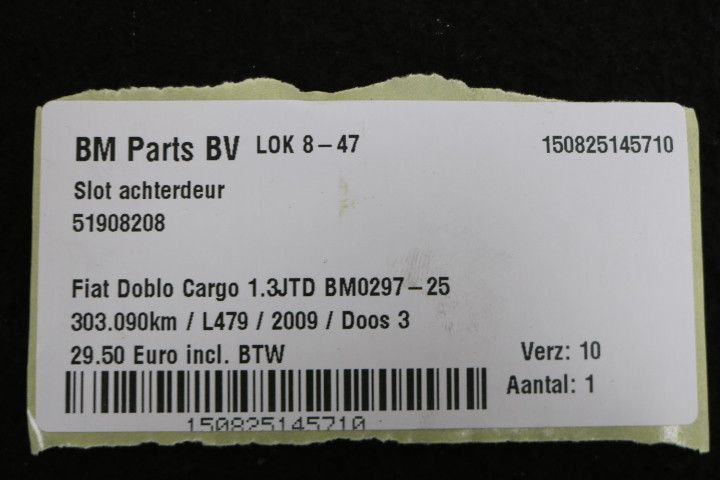 BM Parts BV LOK 8-47 150825145710
Slot achterdeur
51908208
Fiat Doblo Cargo 1.3JTD BM0297-25
303.090km / L479 / 2009 / Doos 3
29.50 Euro incl. BTW Verz: 10
Aantal: 1
150825145710